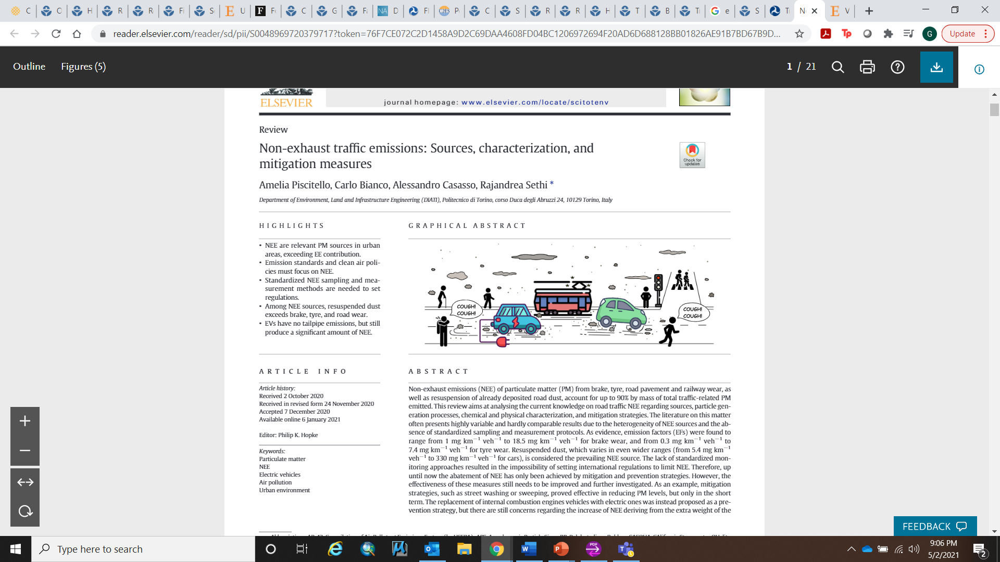 C
O
H
R
R
Fi
S
U
F
C
G
Fa
NA D
Fl
C2ES P
C
S
R
R
H
T
B
T
e
S
T
N
V
reader.elsevier.com/reader/sd/pii/S0048969720379717?token=76F7CE072C2D1458A9D2C69DAA4608FD04BC1206972694F20AD6D688128BB01826AE91B7BD67B9D...
G
Update
Outline
Figures (5)
1 / 21
ELSEVIER
journal homepage: www.elsevier.com/locate/scitotenv
Review
Non-exhaust traffic emissions: Sources, characterization, and
mitigation measures
Check for
updates
Amelia Piscitello, Carlo Bianco, Alessandro Casasso, Rajandrea Sethi *
Department of Environment, Land and Infrastructure Engineering (DIATI), Politecnico di Torino, corso Duca degli Abruzzi 24, 10129 Torino, Italy
HIGHLIGHTS
• NEE are relevant PM sources in urban
areas, exceeding EE contribution.
• Emission standards and clean air poli-
cies must focus on NEE.
• Standardized NEE sampling and mea-
surement methods are needed to set
regulations.
• Among NEE sources, resuspended dust
exceeds brake, tyre, and road wear.
• EVs have no tailpipe emissions, but still
produce a significant amount of NEE.
GRAPHICAL ABSTRACT
COUGH!
COUGH!
COUGH!
COUGH!
ARTICLE INFO
Article history:
Received 2 October 2020
Received in revised form 24 November 2020
Accepted 7 December 2020
Available online 6 January 2021
Editor: Philip K. Hopke
Keywords:
Particulate matter
NEE
Electric vehicles
Air pollution
Urban environment
ABSTRACT
Non-exhaust emissions (NEE) of particulate matter (PM) from brake, tyre, road pavement and railway wear, as
well as resuspension of already deposited road dust, account for up to 90% by mass of total traffic-related PM
emitted. This review aims at analysing the current knowledge on road traffic NEE regarding sources, particle gen-
eration processes, chemical and physical characterization, and mitigation strategies. The literature on this matter
often presents highly variable and hardly comparable results due to the heterogeneity of NEE sources and the ab-
sence of standardized sampling and measurement protocols. As evidence, emission factors (EFs) were found to
range from 1 mg km⁻¹ veh⁻¹ to 18.5 mg km⁻¹ veh⁻¹ for brake wear, and from 0.3 mg km⁻¹ veh⁻¹ to
7.4 mg km⁻¹ veh⁻¹ for tyre wear. Resuspended dust, which varies in even wider ranges (from 5.4 mg km⁻¹
veh⁻¹ to 330 mg km⁻¹ veh⁻¹ for cars), is considered the prevailing NEE source. The lack of standardized mon-
itoring approaches resulted in the impossibility of setting international regulations to limit NEE. Therefore, up
until now the abatement of NEE has only been achieved by mitigation and prevention strategies. However, the
effectiveness of these measures still needs to be improved and further investigated. As an example, mitigation
strategies, such as street washing or sweeping, proved effective in reducing PM levels, but only in the short
term. The replacement of internal combustion engines vehicles with electric ones was instead proposed as a pre-
vention strategy, but there are still concerns regarding the increase of NEE deriving from the extra weight of the
FEEDBACK
Type here to search
9:06 PM
5/2/2021
2